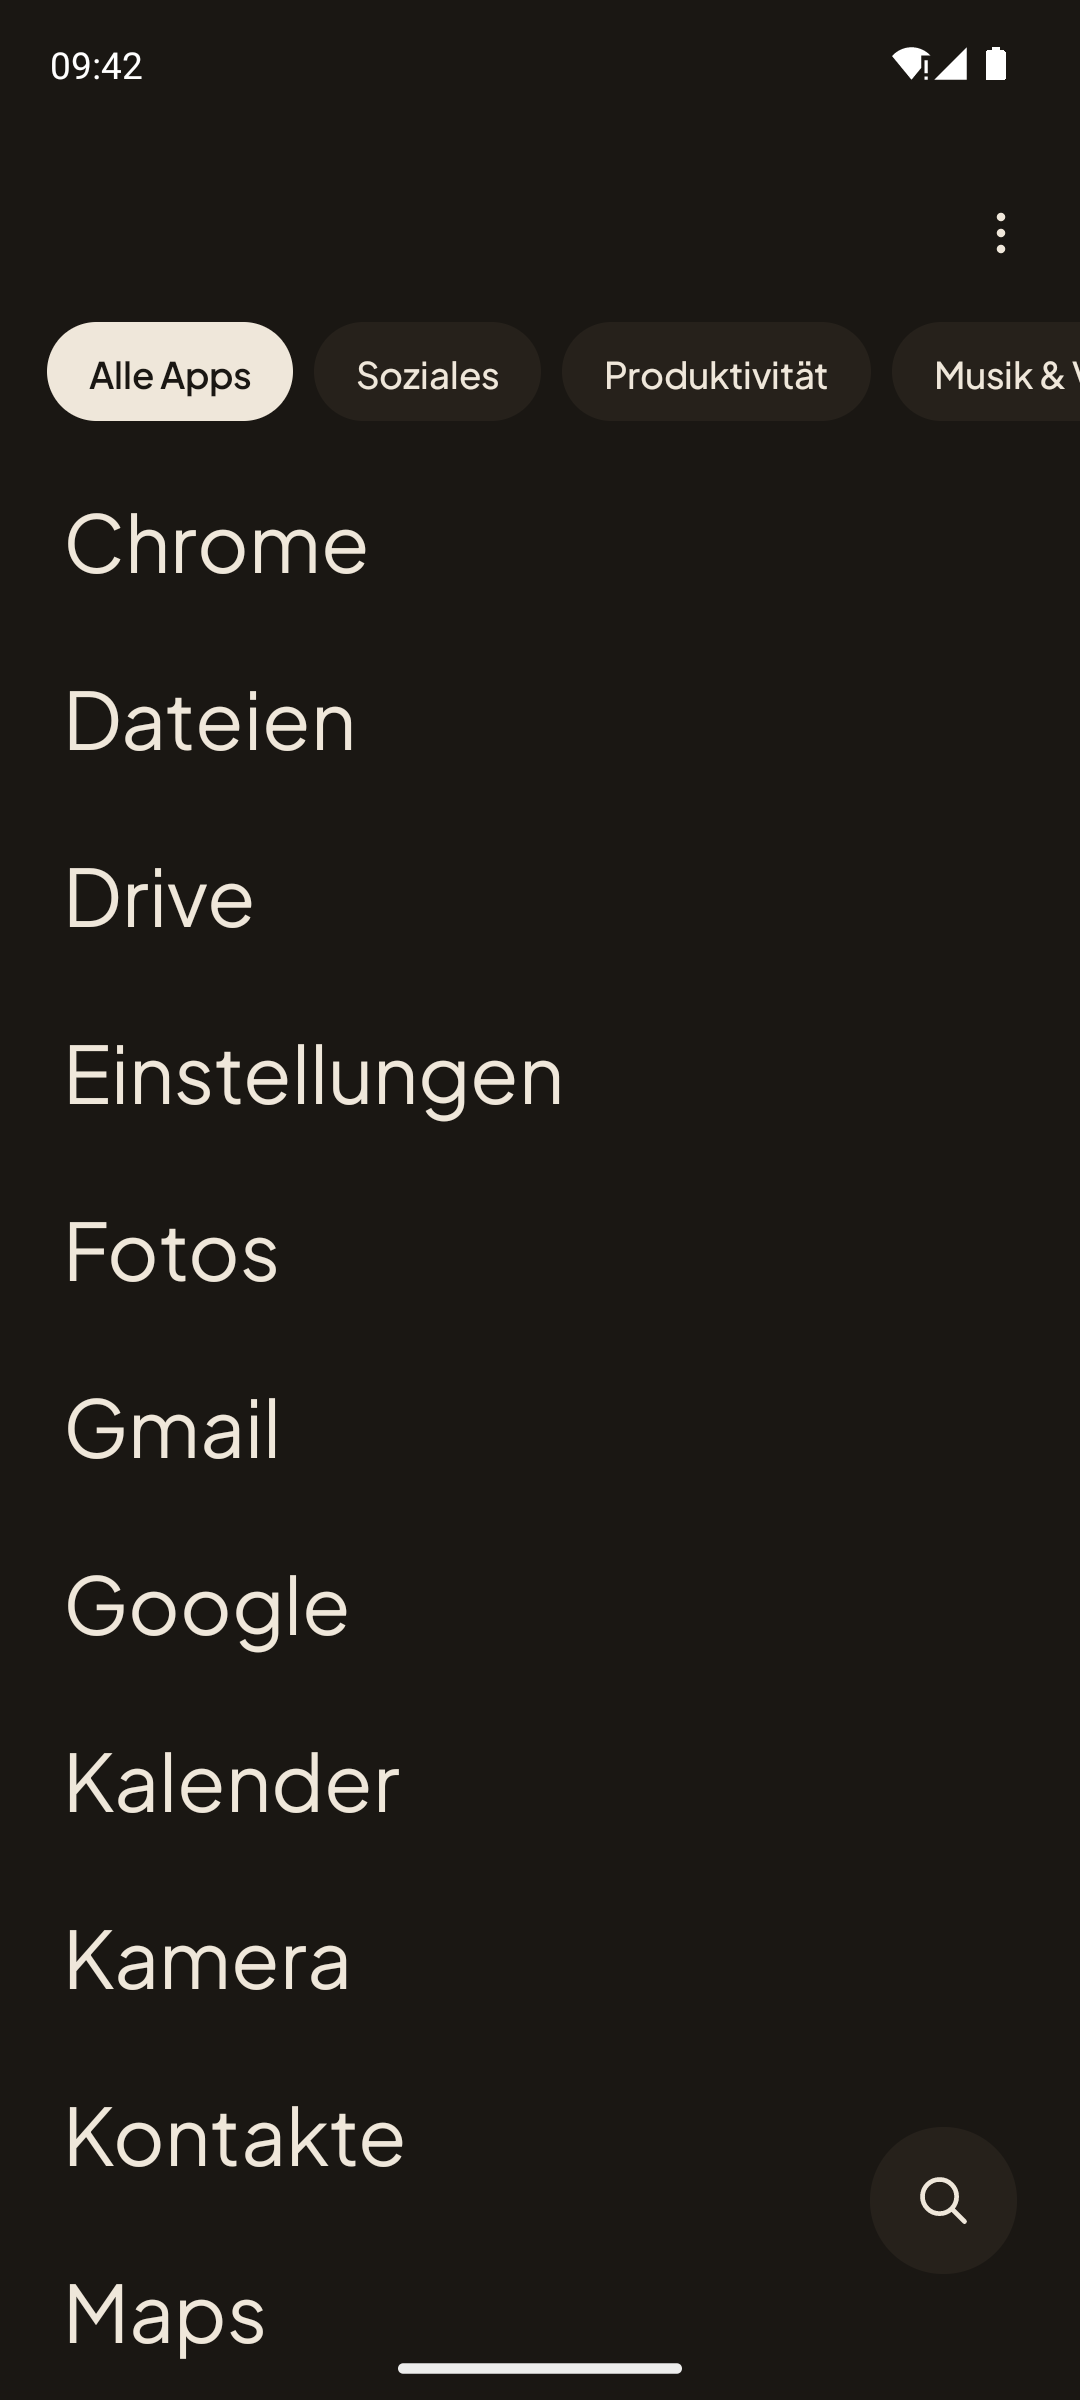 09:42
Alle Apps Soziales Produktivität Musik &
Chrome
Dateien
Drive
Einstellungen
Fotos
Gmail
Google
Kalender
Kamera
Kontakte
Maps